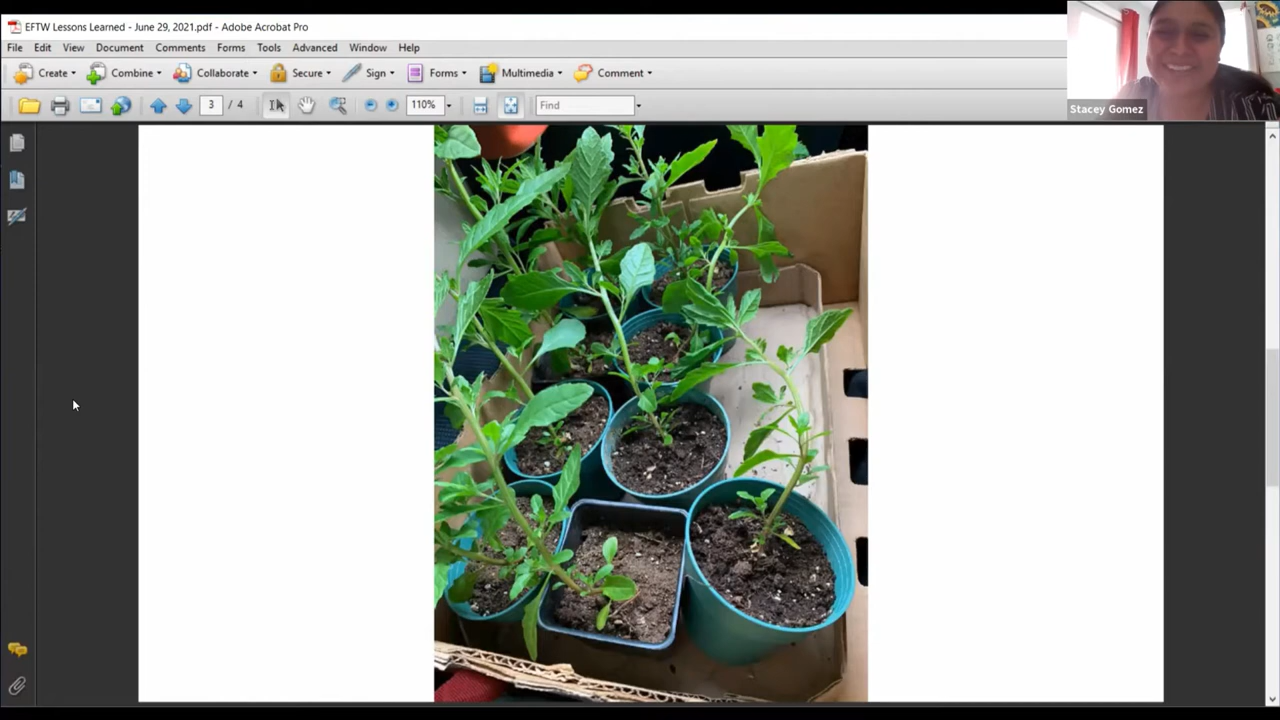 EFTW Lessons Learned - June 29, 2021.pdf - Adobe Acrobat Pro
File Edit View Document Comments Forms Tools Advanced Window Help
Create Combine Collaborate Secure Sign Forms Multimedia Comment
3 / 4 110% Find
Stacey Gomez